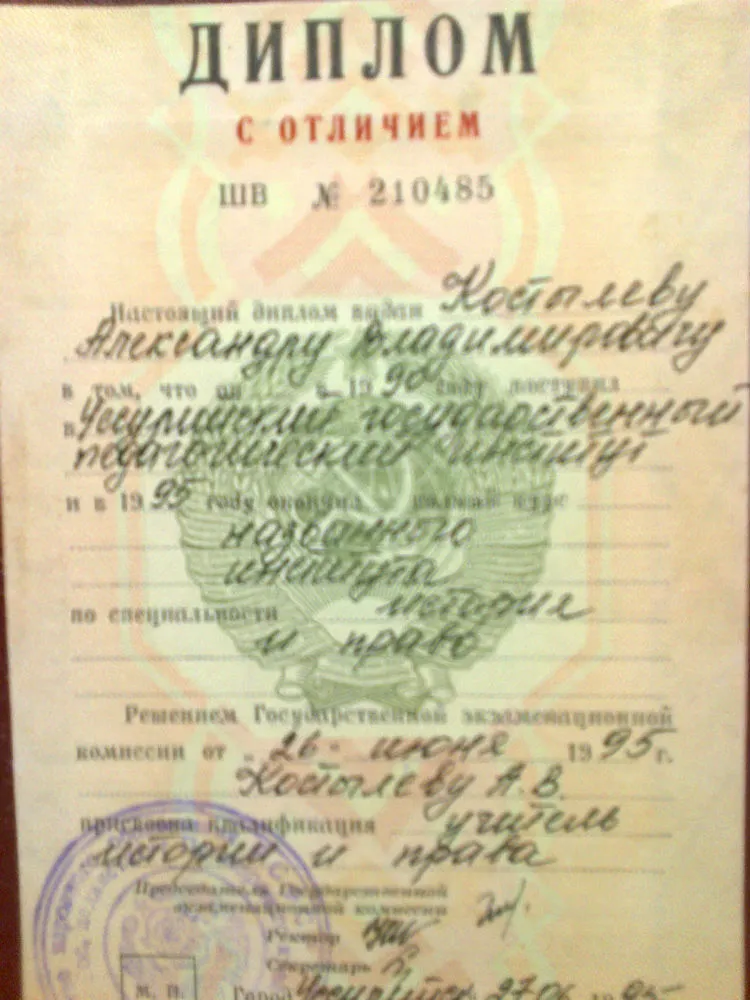 ДИПЛОМ
С ОТЛИЧИЕМ
ШВ № 210485
Настоящий диплом выдан Костылеву
Александру Владимировичу
в том, что он в 1990 году поступил
в Уссурийский государственный
педагогический институт
и в 1995 году окончил полный курс
названного
института
по специальности история
и право
Решением Государственной экзаменационной
комиссии от „26" июня 1995 г.
Костылеву А. В.
присвоена квалификация учитель
истории и права
Председатель Государственной
экзаменационной комиссии
Ректор
Секретарь
М. П. Город Уссурийск 27.06 1995